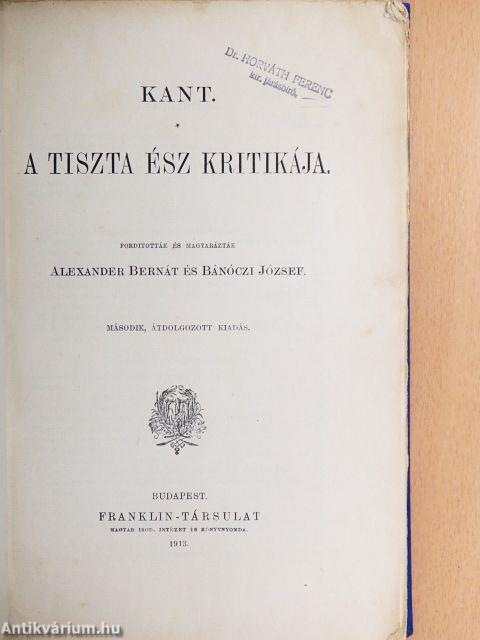 Dr. HORVÁTH FERENC
kir. járásbíró.
KANT.
*
A TISZTA ÉSZ KRITIKÁJA.
FORDITOTTÁK ÉS MAGYARÁZTÁK
ALEXANDER BERNÁT ÉS BÁNÓCZI JÓZSEF.
MÁSODIK, ÁTDOLGOZOTT KIADÁS.
BUDAPEST.
FRANKLIN-TÁRSULAT
MAGYAR IROD. INTÉZET ÉS KÖNYVNYOMDA.
1913.
Antikvárium.hu